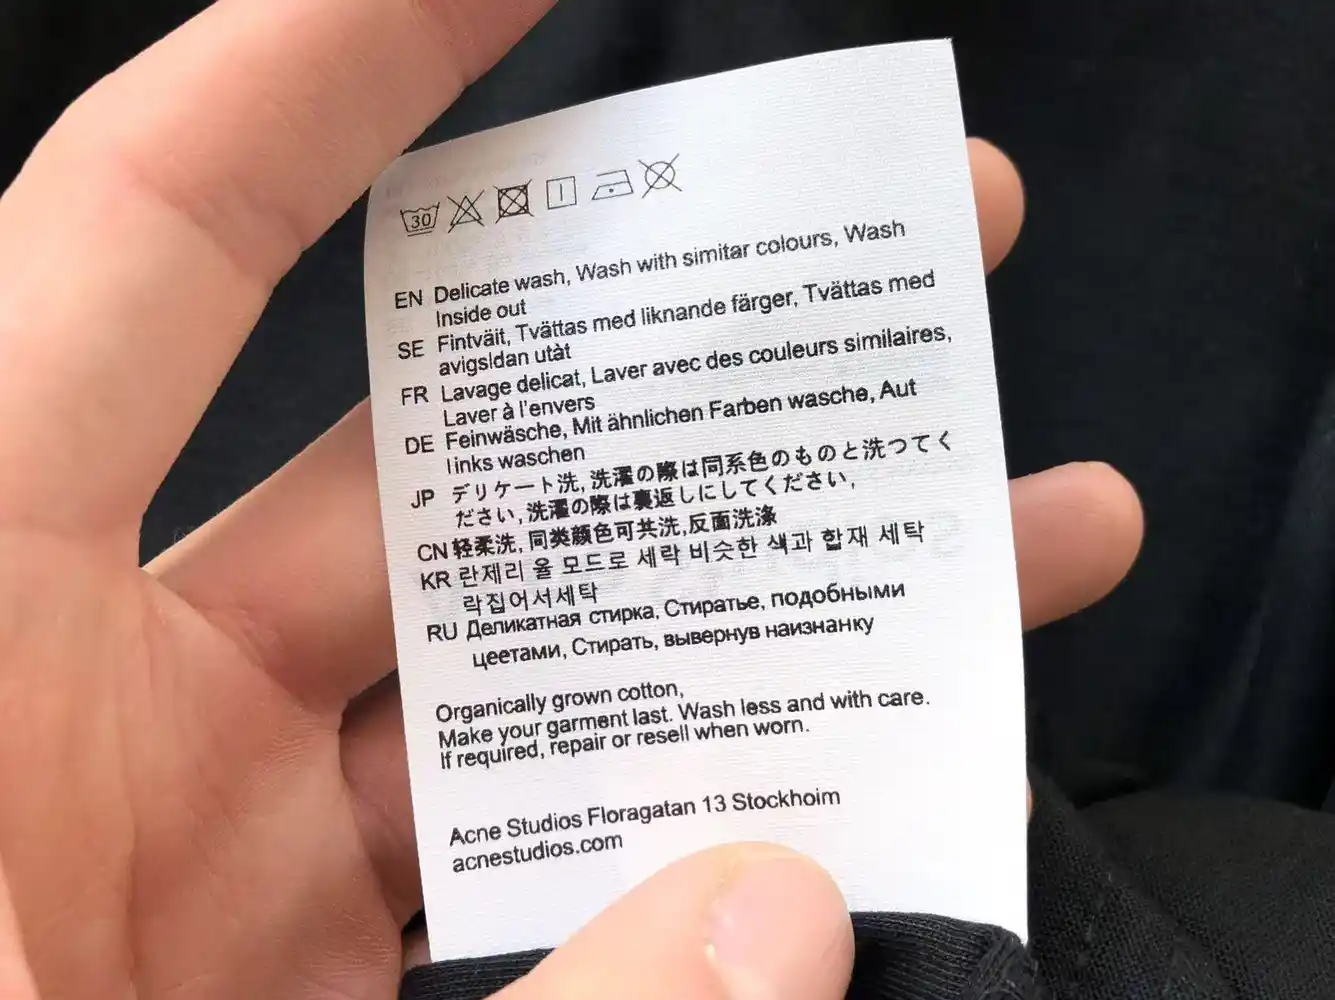 30
EN Delicate wash, Wash with simitar colours, Wash
Inside out
SE Fintväit, Tvättas med liknande färger, Tvättas med
avigsldan utàt
FR Lavage delicat, Laver avec des couleurs similaires,
Laver à l'envers
DE Feinwäsche, Mit ähnlichen Farben wasche, Aut
links waschen
JP デリケート洗, 洗濯の際は同系色のものと洗つてく
ださい, 洗濯の際は裏返しにしてください,
CN 轻柔洗, 同类颜色可共洗,反面洗涤
KR 란제리 울 모드로 세락 비슷한 색과 합재 세탁
락집어서세탁
RU Деликатная стирка, Стиратье, подобными
цеетами, Стирать, вывернув наизнанку
Organically grown cotton,
Make your garment last. Wash less and with care.
If required, repair or resell when worn.
Acne Studios Floragatan 13 Stockhoim
acnestudios.com